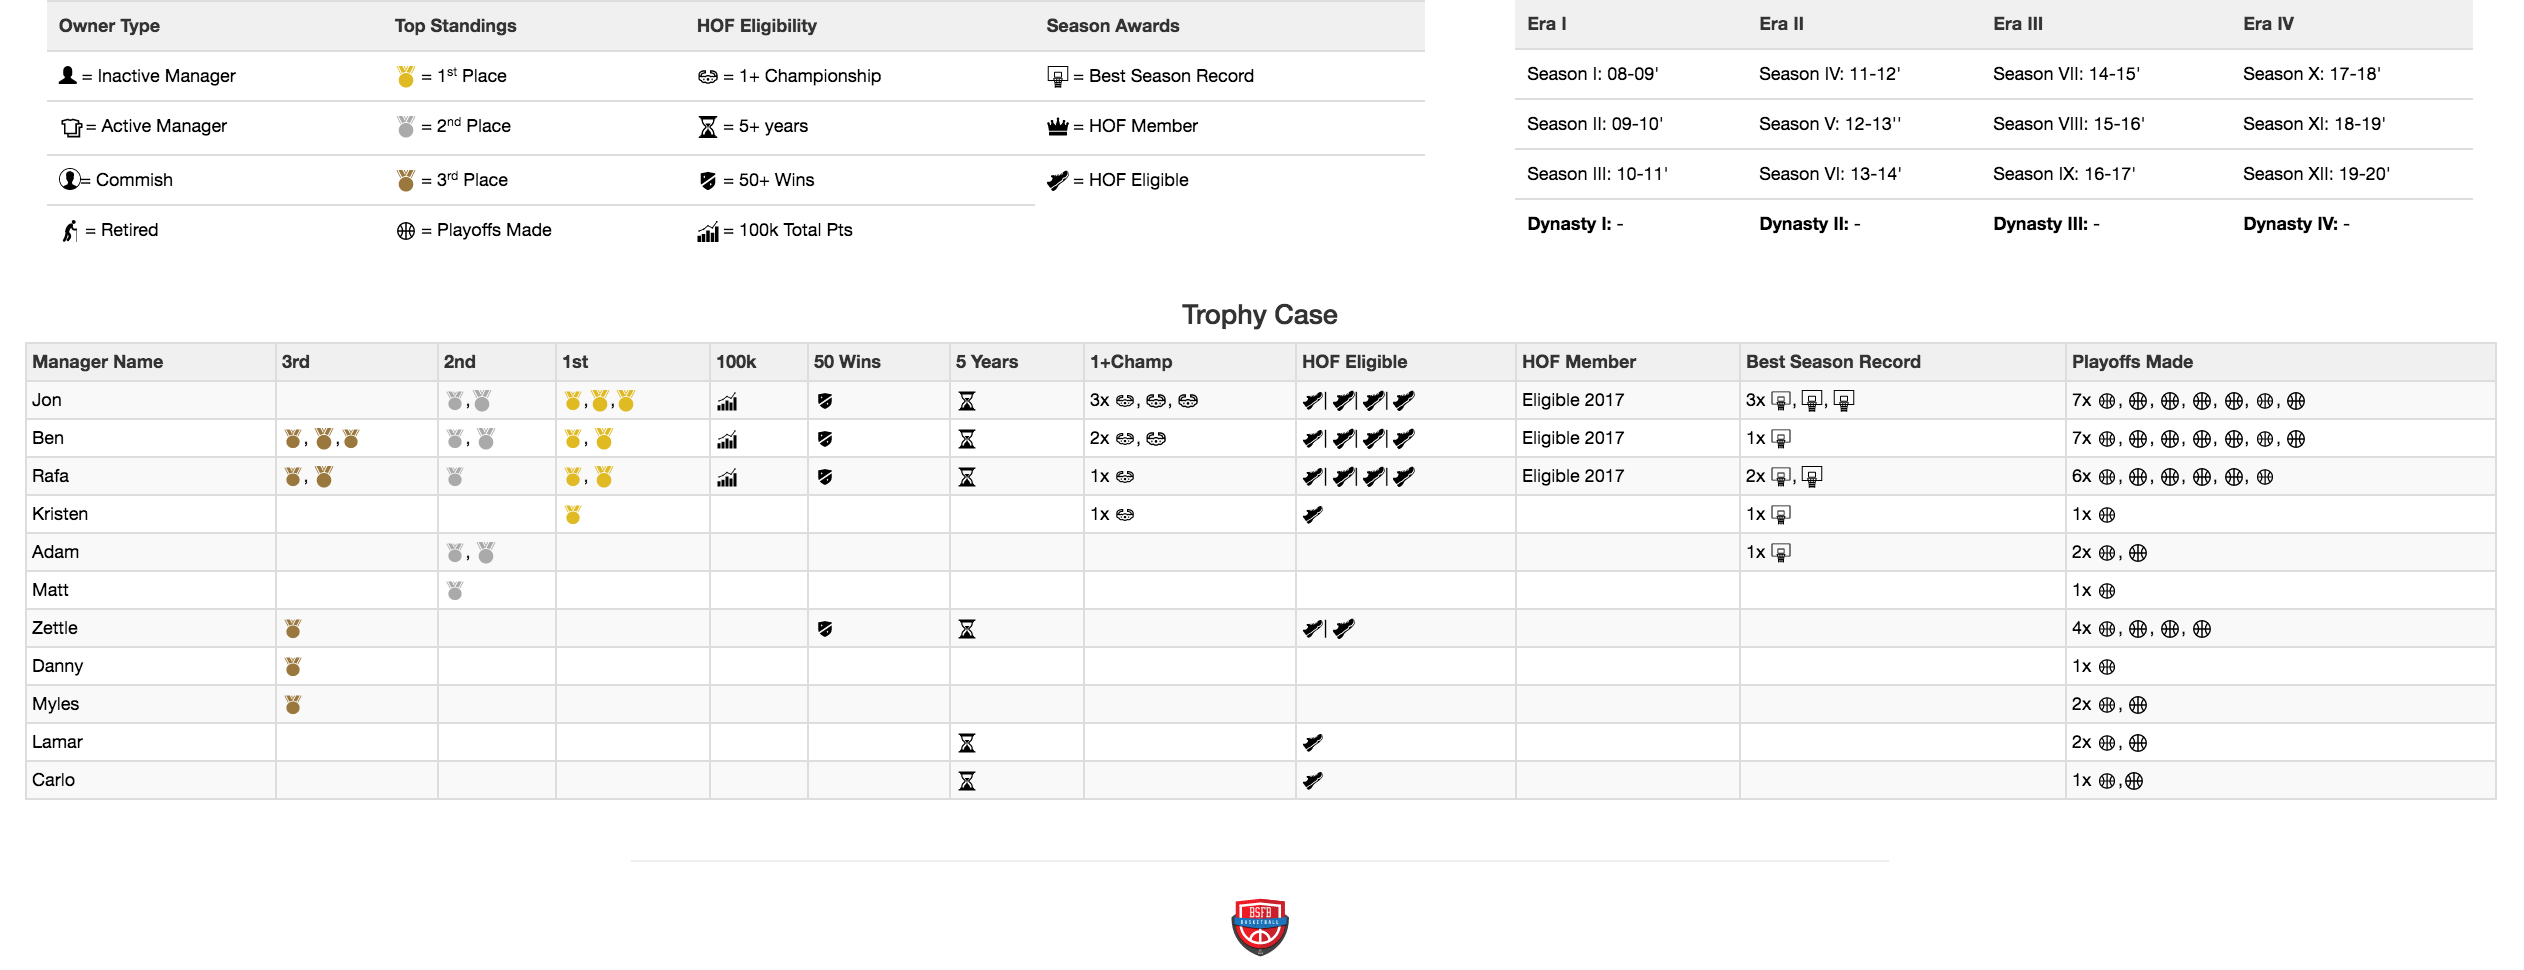 Owner Type Top Standings HOF Eligibility Season Awards
= Inactive Manager = 1st Place = 1+ Championship = Best Season Record
= Active Manager = 2nd Place = 5+ years = HOF Member
= Commish = 3rd Place = 50+ Wins = HOF Eligible
= Retired = Playoffs Made = 100k Total Pts
Era I Era II Era III Era IV
Season I: 08-09' Season IV: 11-12' Season VII: 14-15' Season X: 17-18'
Season II: 09-10' Season V: 12-13'' Season VIII: 15-16' Season XI: 18-19'
Season III: 10-11' Season VI: 13-14' Season IX: 16-17' Season XII: 19-20'
Dynasty I: - Dynasty II: - Dynasty III: - Dynasty IV: -
Trophy Case
Manager Name 3rd 2nd 1st 100k 50 Wins 5 Years 1+Champ HOF Eligible HOF Member Best Season Record Playoffs Made
Jon , , , 3x , , | | | Eligible 2017 3x , , 7x , , , , , ,
Ben , , , , 2x , | | | Eligible 2017 1x 7x , , , , , ,
Rafa , , 1x | | | Eligible 2017 2x , 6x , , , , ,
Kristen 1x 1x 1x
Adam , 1x 2x ,
Matt 1x
Zettle | 4x , , ,
Danny 1x
Myles 2x ,
Lamar 2x ,
Carlo 1x ,
BSFB
BASKETBALL